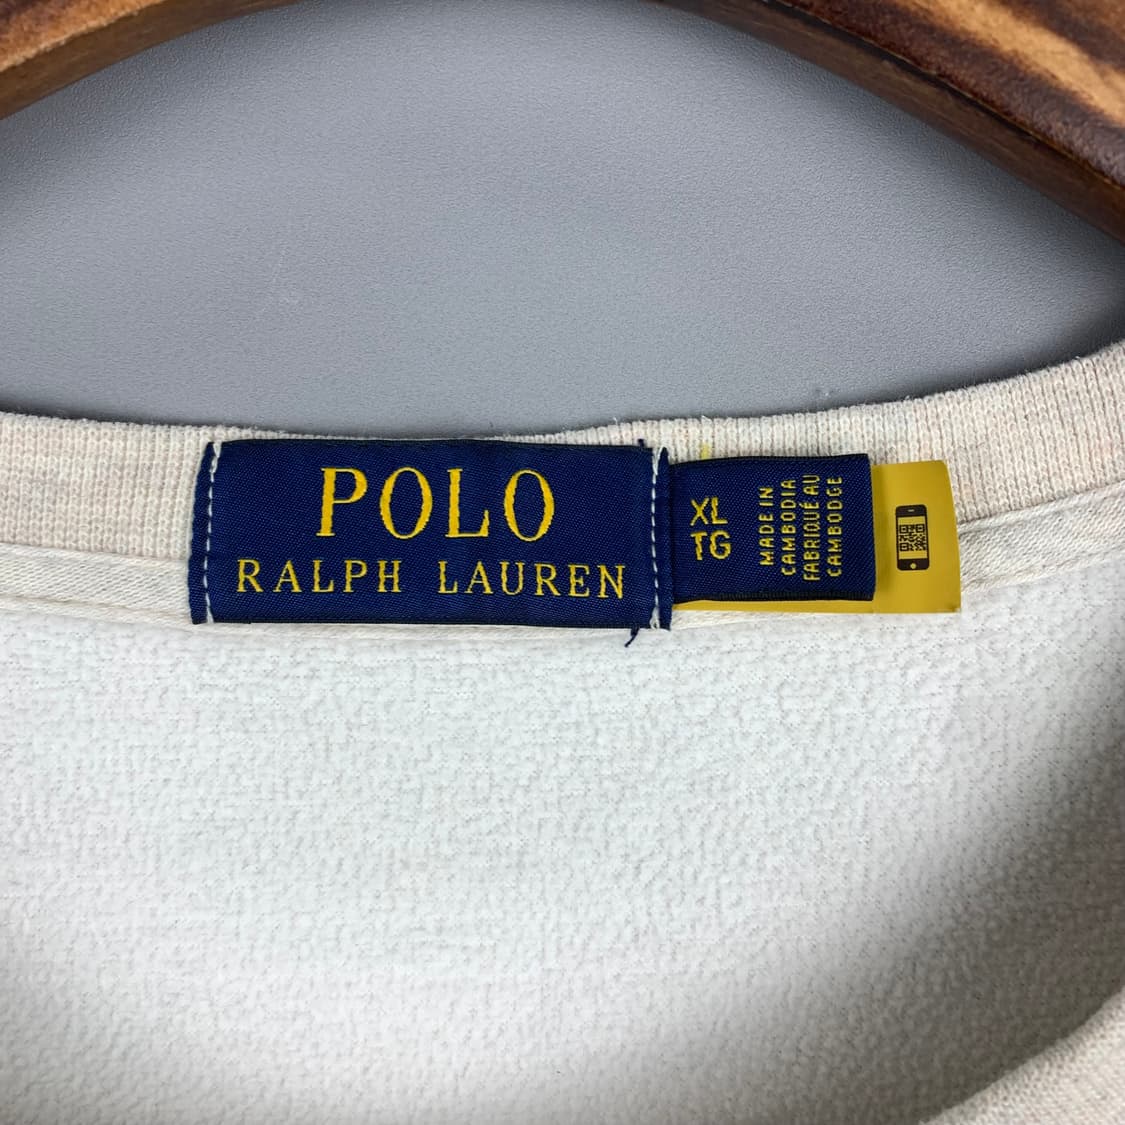 POLO
RALPH LAUREN
XL
TG
MADE IN
CAMBODIA
FABRIQUÉ AU
CAMBODGE